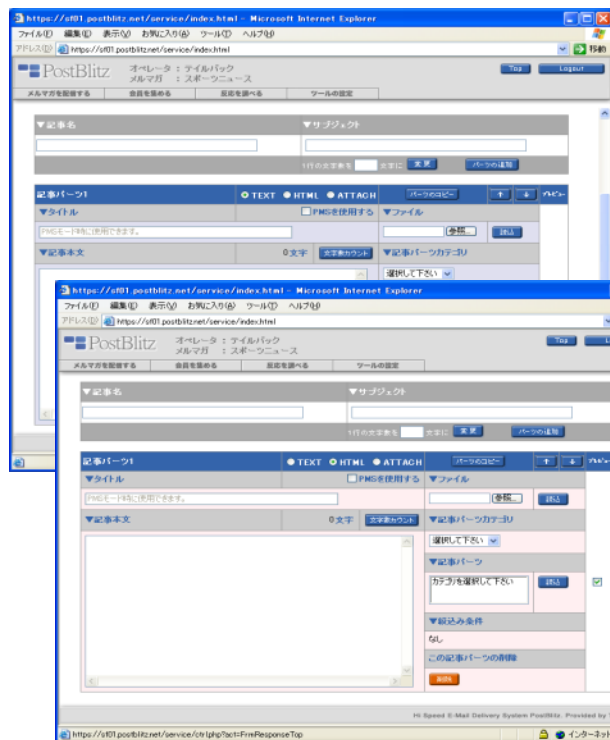 https://sf01.postblitz.net/service/index.html - Microsoft Internet Explorer
ファイル(F) 編集(E) 表示(V) お気に入り(A) ツール(T) ヘルプ(H)
アドレス(D) https://sf01.postblitz.net/service/index.html 移動
PostBlitz オペレータ : テイルバック Top Logout
メルマガ : スポーツニュース
メルマガを配信する 会員を集める 反応を調べる ツールの設定
▼記事名 ▼サブジェクト
1行の文字数を 文字に 変更 パーツの追加
記事パーツ1 TEXT HTML ATTACH パーツのコピー ↑ ↓ プレビュー
▼タイトル PMSを使用する ▼ファイル
PMSモード時に使用できます。 参照... 読込
▼記事本文 0文字 文字数カウント ▼記事パーツカテゴリ
選択して下さい
https://sf01.postblitz.net/service/index.html - Microsoft Internet Explorer
ファイル(F) 編集(E) 表示(V) お気に入り(A) ツール(T) ヘルプ(H)
アドレス(D) https://sf01.postblitz.net/service/index.html
PostBlitz オペレータ : テイルバック Top L
メルマガ : スポーツニュース
メルマガを配信する 会員を集める 反応を調べる ツールの設定
▼記事名 ▼サブジェクト
1行の文字数を 文字に 変更 パーツの追加
記事パーツ1 TEXT HTML ATTACH パーツのコピー ↑ ↓
▼タイトル PMSを使用する ▼ファイル
PMSモード時に使用できます。 参照... 読込
▼記事本文 0文字 文字数カウント ▼記事パーツカテゴリ
選択して下さい
▼記事パーツ
カテゴリを選択して下さい 読込
▼絞込み条件
なし
この記事パーツの削除
削除
Hi Speed E-Mail Delivery System PostBlitz. Provided by
https://sf01.postblitz.net/service/ctrl.php?act=FrmResponseTop インターネット